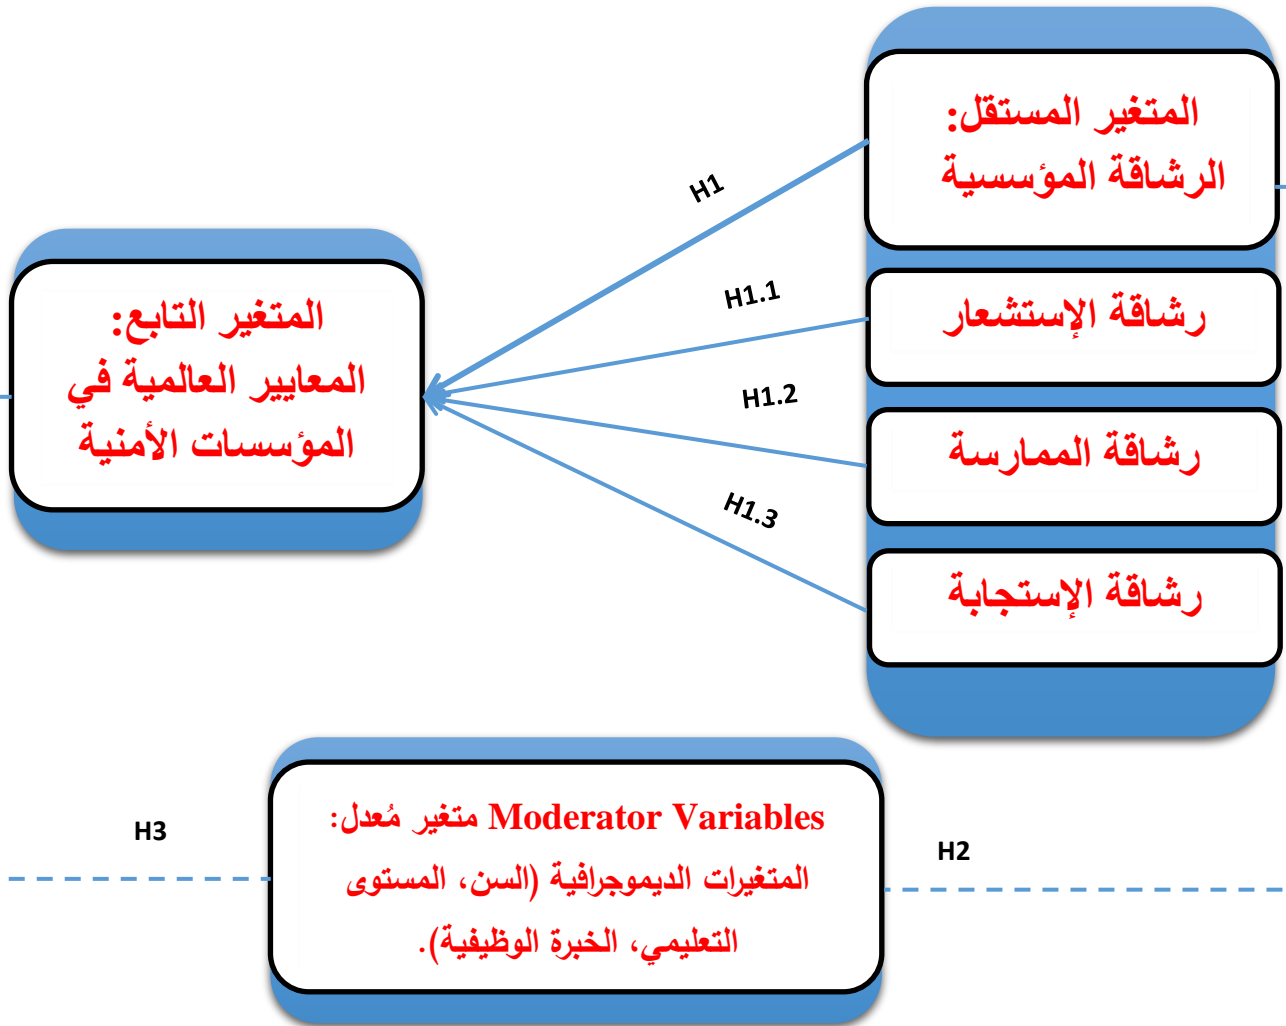 المتغير المستقل:
الرشاقة المؤسسية
رشاقة الإستشعار
رشاقة الممارسة
رشاقة الإستجابة
H1
H1.1
H1.2
H1.3
المتغير التابع:
المعايير العالمية في
المؤسسات الأمنية
H2
Moderator Variables متغير مُعدل:
المتغيرات الديموجرافية (السن، المستوى
التعليمي، الخبرة الوظيفية).
H3